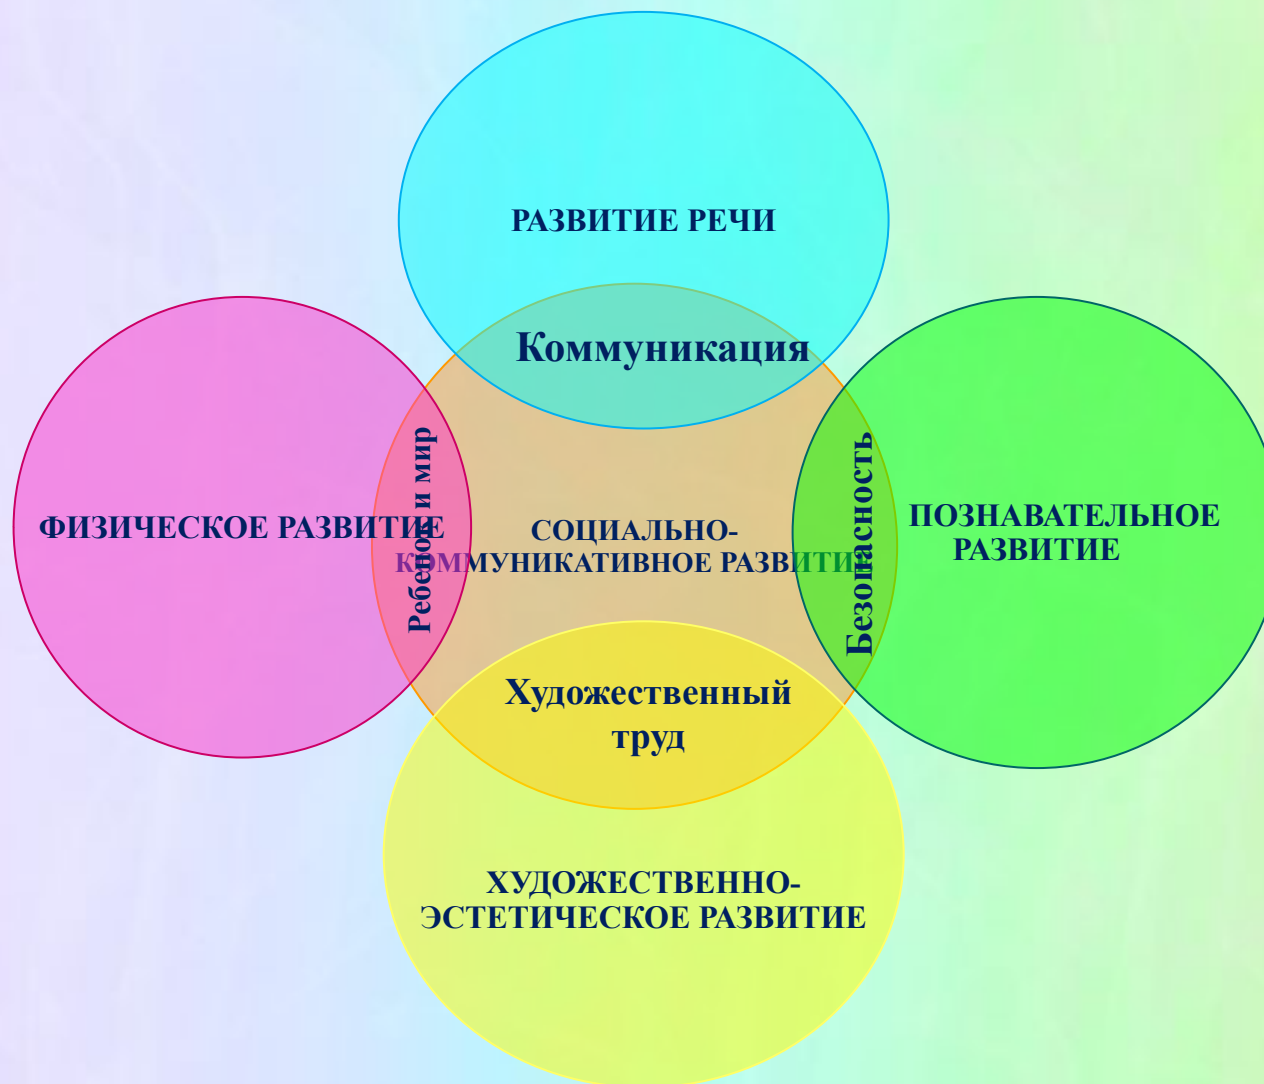 РАЗВИТИЕ РЕЧИ
Коммуникация
ФИЗИЧЕСКОЕ РАЗВИТИЕ
Ребенок и мир
СОЦИАЛЬНО-
КОММУНИКАТИВНОЕ РАЗВИТИЕ
Безопасность
ПОЗНАВАТЕЛЬНОЕ
РАЗВИТИЕ
Художественный
труд
ХУДОЖЕСТВЕННО-
ЭСТЕТИЧЕСКОЕ РАЗВИТИЕ